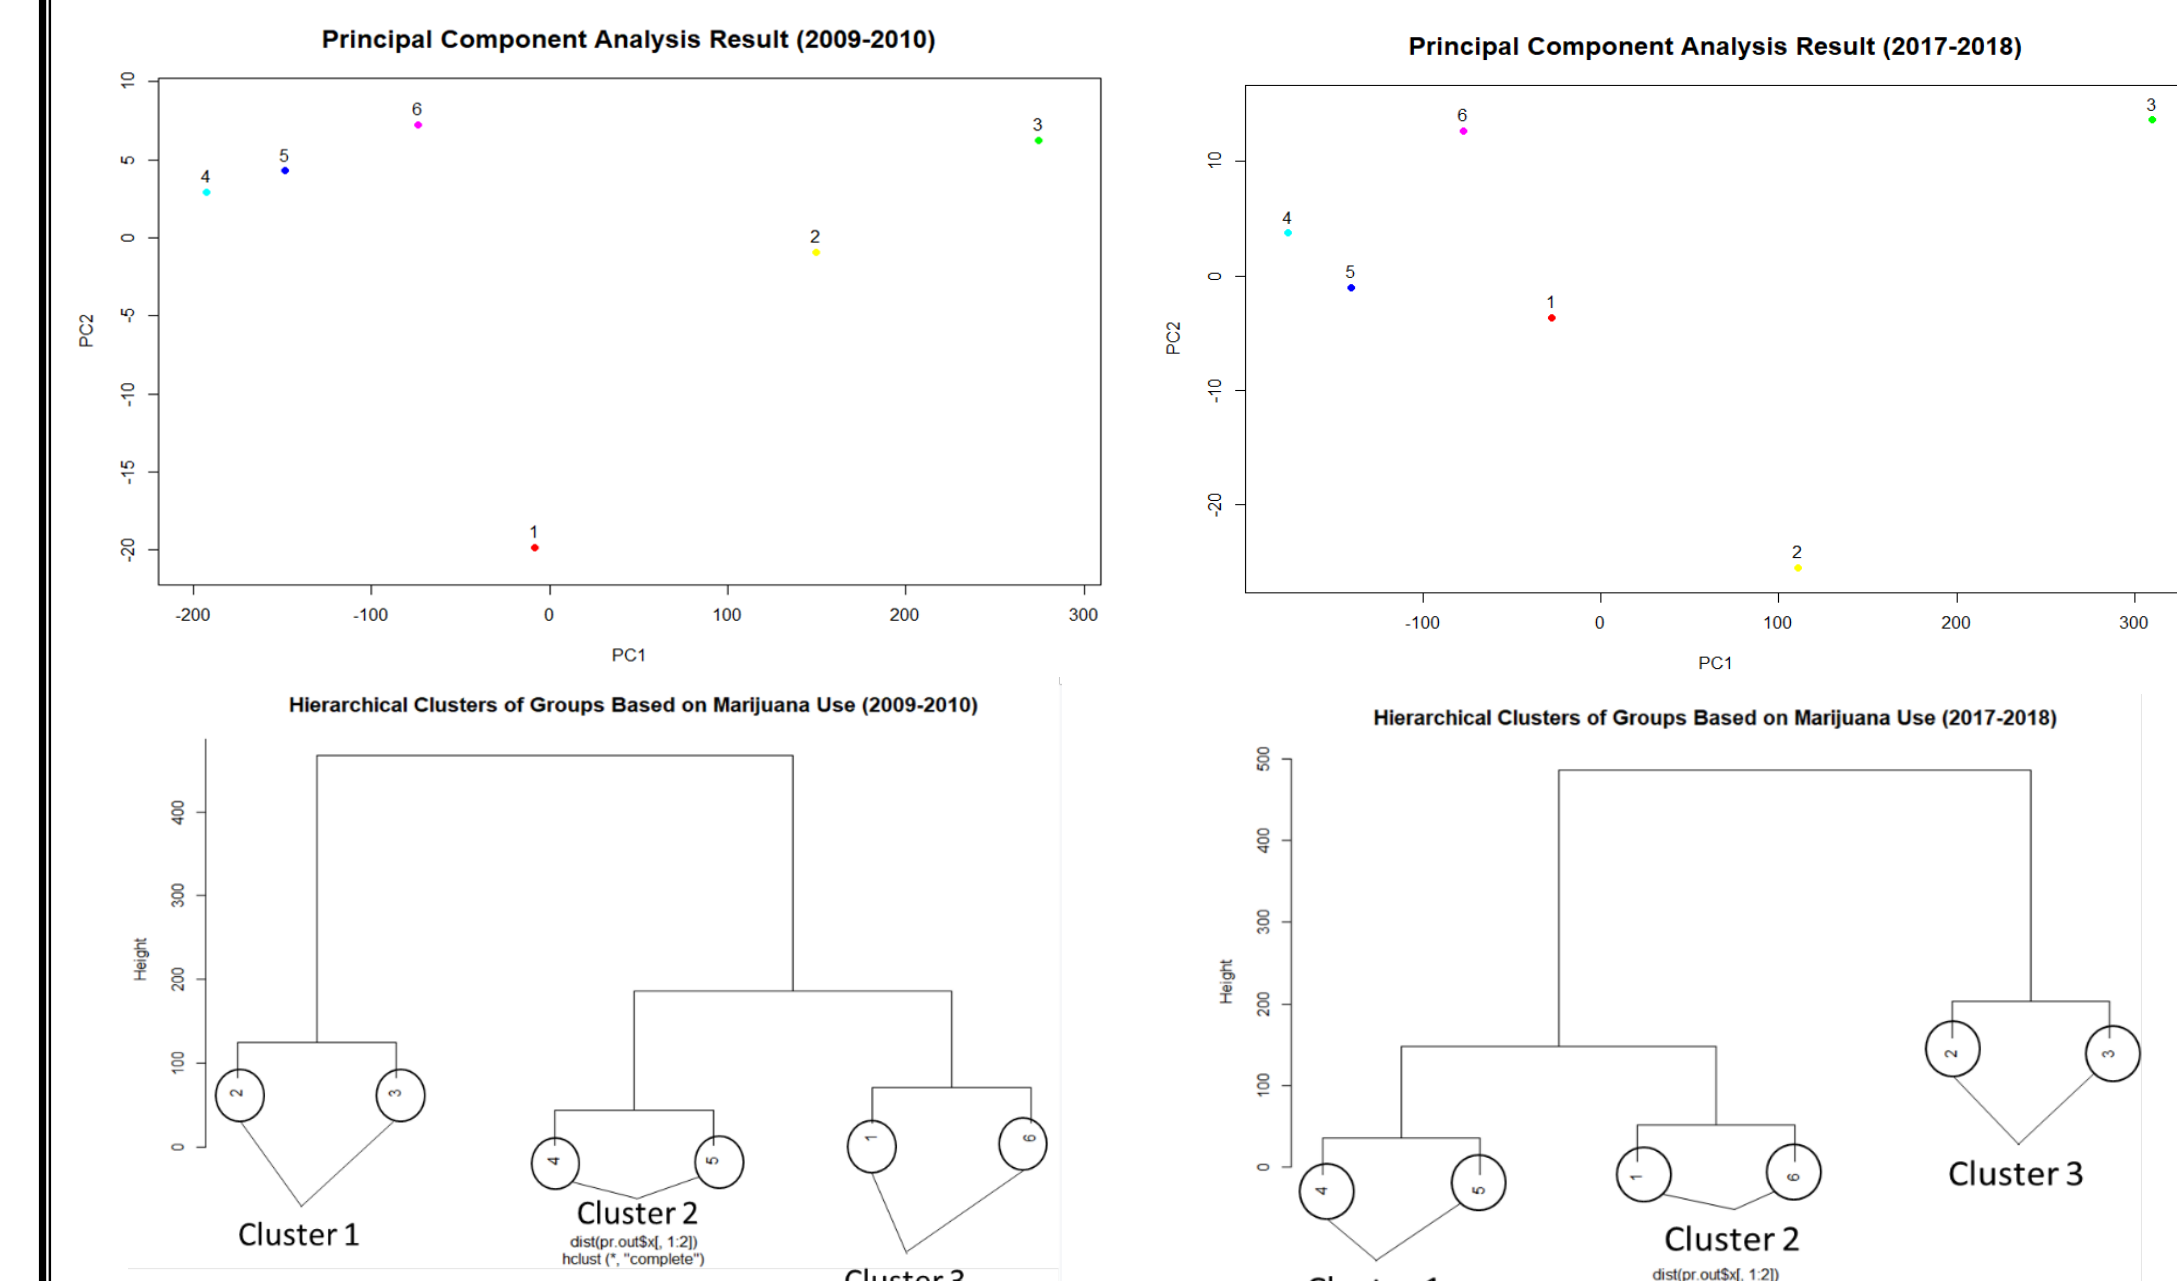 Principal Component Analysis Result (2009-2010)
10
5
0
-5
-10
-15
-20
PC2
6
3
5
4
2
1
-200 -100 0 100 200 300
PC1
Principal Component Analysis Result (2017-2018)
10
0
-10
-20
PC2
3
6
4
5
1
2
-100 0 100 200 300
PC1
Hierarchical Clusters of Groups Based on Marijuana Use (2009-2010)
400
300
200
100
0
Height
2 3
4 5
1 6
Cluster 1
Cluster 2
dist(pr.out$x[, 1:2])
hclust (*, "complete")
Cluster 3
Hierarchical Clusters of Groups Based on Marijuana Use (2017-2018)
500
400
300
200
100
0
Height
2 3
4 5
1 6
Cluster 3
Cluster 2
Cluster 1
dist(pr.out$x[, 1:2])